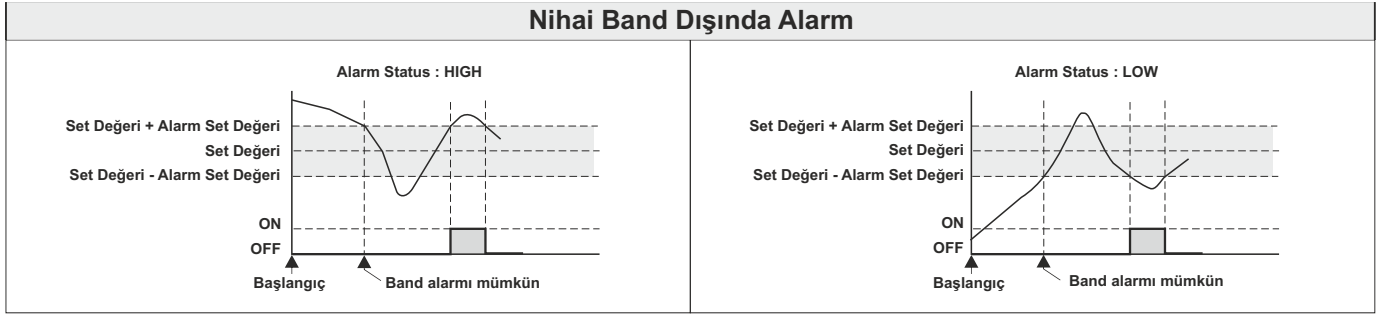 Nihai Band Dışında Alarm
Alarm Status : HIGH
Set Değeri + Alarm Set Değeri
Set Değeri
Set Değeri - Alarm Set Değeri
ON
OFF
Başlangıç
Band alarmı mümkün
Alarm Status : LOW
Set Değeri + Alarm Set Değeri
Set Değeri
Set Değeri - Alarm Set Değeri
ON
OFF
Başlangıç
Band alarmı mümkün